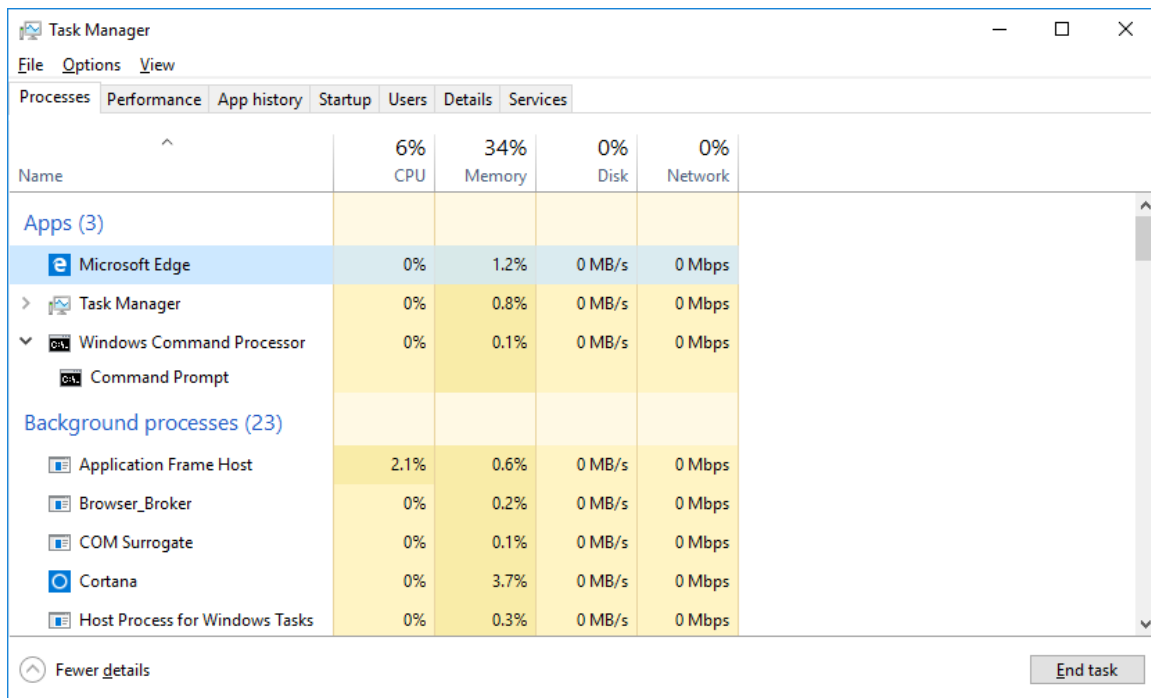 Task Manager
File Options View
Processes Performance App history Startup Users Details Services
6% 34% 0% 0%
Name CPU Memory Disk Network
Apps (3)
Microsoft Edge 0% 1.2% 0 MB/s 0 Mbps
Task Manager 0% 0.8% 0 MB/s 0 Mbps
Windows Command Processor 0% 0.1% 0 MB/s 0 Mbps
Command Prompt
Background processes (23)
Application Frame Host 2.1% 0.6% 0 MB/s 0 Mbps
Browser_Broker 0% 0.2% 0 MB/s 0 Mbps
COM Surrogate 0% 0.1% 0 MB/s 0 Mbps
Cortana 0% 3.7% 0 MB/s 0 Mbps
Host Process for Windows Tasks 0% 0.3% 0 MB/s 0 Mbps
Fewer details End task